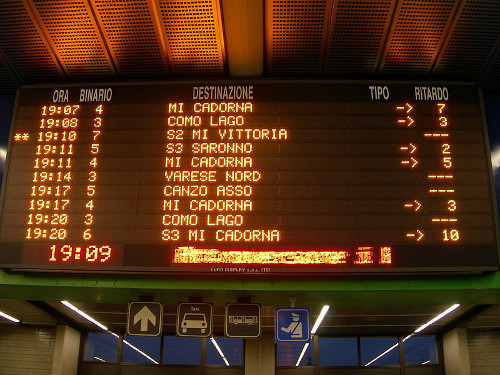 ORA BINARIO DESTINAZIONE TIPO RITARDO
19:07 4 MI CADORNA -> 7
19:08 3 COMO LAGO -> 3
** 19:10 7 S2 MI VITTORIA ---
19:11 5 S3 SARONNO -> 2
19:11 4 MI CADORNA -> 5
19:14 3 VARESE NORD ---
19:17 5 CANZO ASSO ---
19:17 4 MI CADORNA -> 3
19:20 3 COMO LAGO ---
19:20 6 S3 MI CADORNA -> 10
19:09